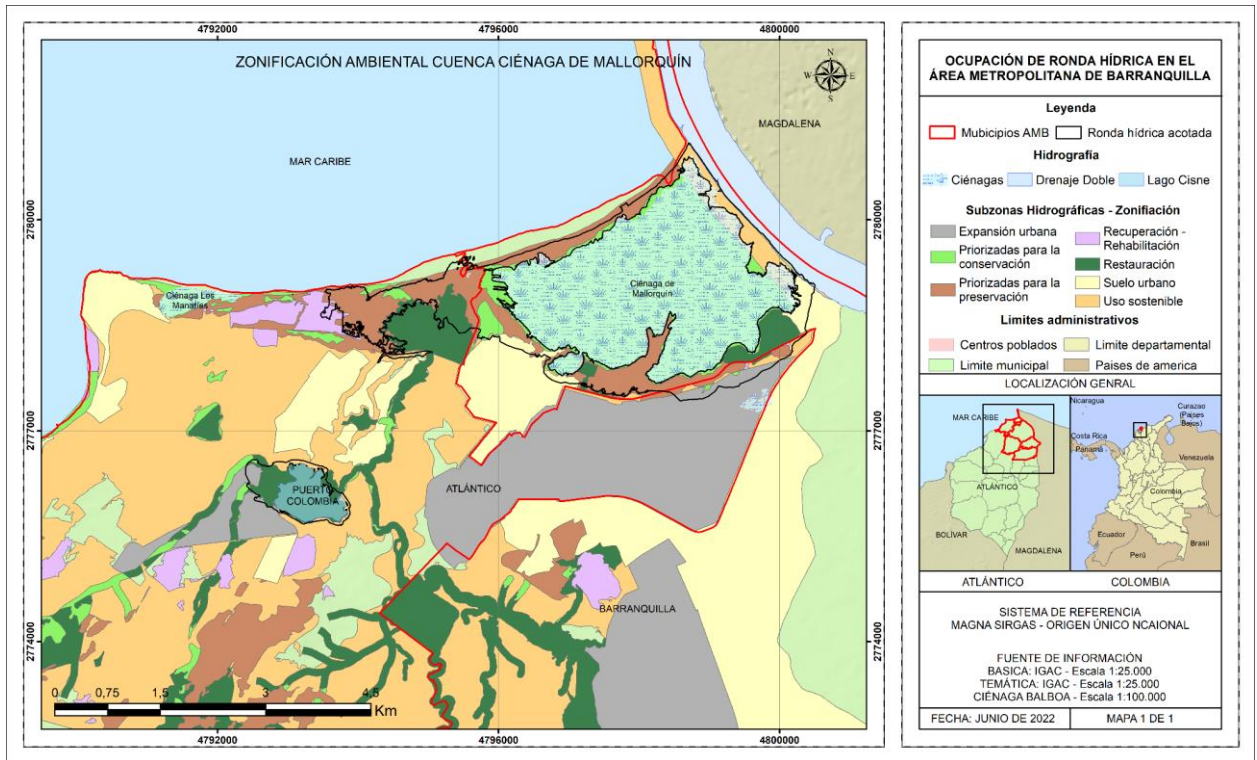 4792000
4796000
4800000
ZONIFICACIÓN AMBIENTAL CUENCA CIÉNAGA DE MALLORQUÍN
N
W
E
S
MAGDALENA
MAR CARIBE
2780000
2780000
Ciénaga Los
Manatíes
Ciénaga de
Mallorquín
2777000
2777000
PUERTO
COLOMBIA
ATLÁNTICO
BARRANQUILLA
2774000
2774000
0 0,75 1,5 3 4,5
Km
4792000
4796000
4800000
OCUPACIÓN DE RONDA HÍDRICA EN EL
ÁREA METROPOLITANA DE BARRANQUILLA
Leyenda
Mubicipios AMB Ronda hídrica acotada
Hidrografía
Ciénagas Drenaje Doble Lago Cisne
Subzonas Hidrográficas - Zonifiación
Expansión urbana
Priorizadas para la
conservación
Priorizadas para la
preservación
Recuperación -
Rehabilitación
Restauración
Suelo urbano
Uso sostenible
Limites administrativos
Centros poblados Limite departamental
Limite municipal Paises de america
LOCALIZACIÓN GENRAL
MAR CARIBE
ATLÁNTICO
BOLÍVAR
MAGDALENA
Nicaragua
Curazao
(Países
Bajos)
Costa Rica
Panamá
Venezuela
Colombia
Ecuador
Perú
Brasil
ATLÁNTICO
COLOMBIA
SISTEMA DE REFERENCIA
MAGNA SIRGAS - ORIGEN ÚNICO NCAIONAL
FUENTE DE INFORMACIÓN
BASICA: IGAC - Escala 1:25.000
TEMÁTICA: IGAC - Escala 1:25.000
CIÉNAGA BALBOA - Escala 1:100.000
FECHA: JUNIO DE 2022
MAPA 1 DE 1